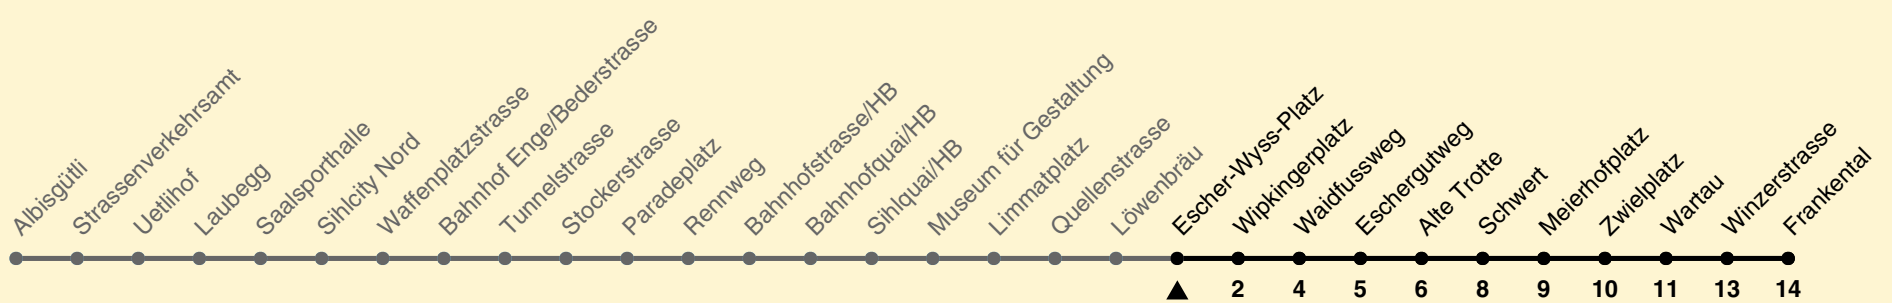 Albisgütli
Strassenverkehrsamt
Uetlihof
Laubegg
Saalsporthalle
Sihlcity Nord
Waffenplatzstrasse
Bahnhof Enge/Bederstrasse
Tunnelstrasse
Stockerstrasse
Paradeplatz
Rennweg
Bahnhofstrasse/HB
Bahnhofquai/HB
Sihlquai/HB
Museum für Gestaltung
Limmatplatz
Quellenstrasse
Löwenbräu
Escher-Wyss-Platz
Wipkingerplatz
Waidfussweg
Eschergutweg
Alte Trotte
Schwert
Meierhofplatz
Zwielplatz
Wartau
Winzerstrasse
Frankental
2 4 5 6 8 9 10 11 13 14